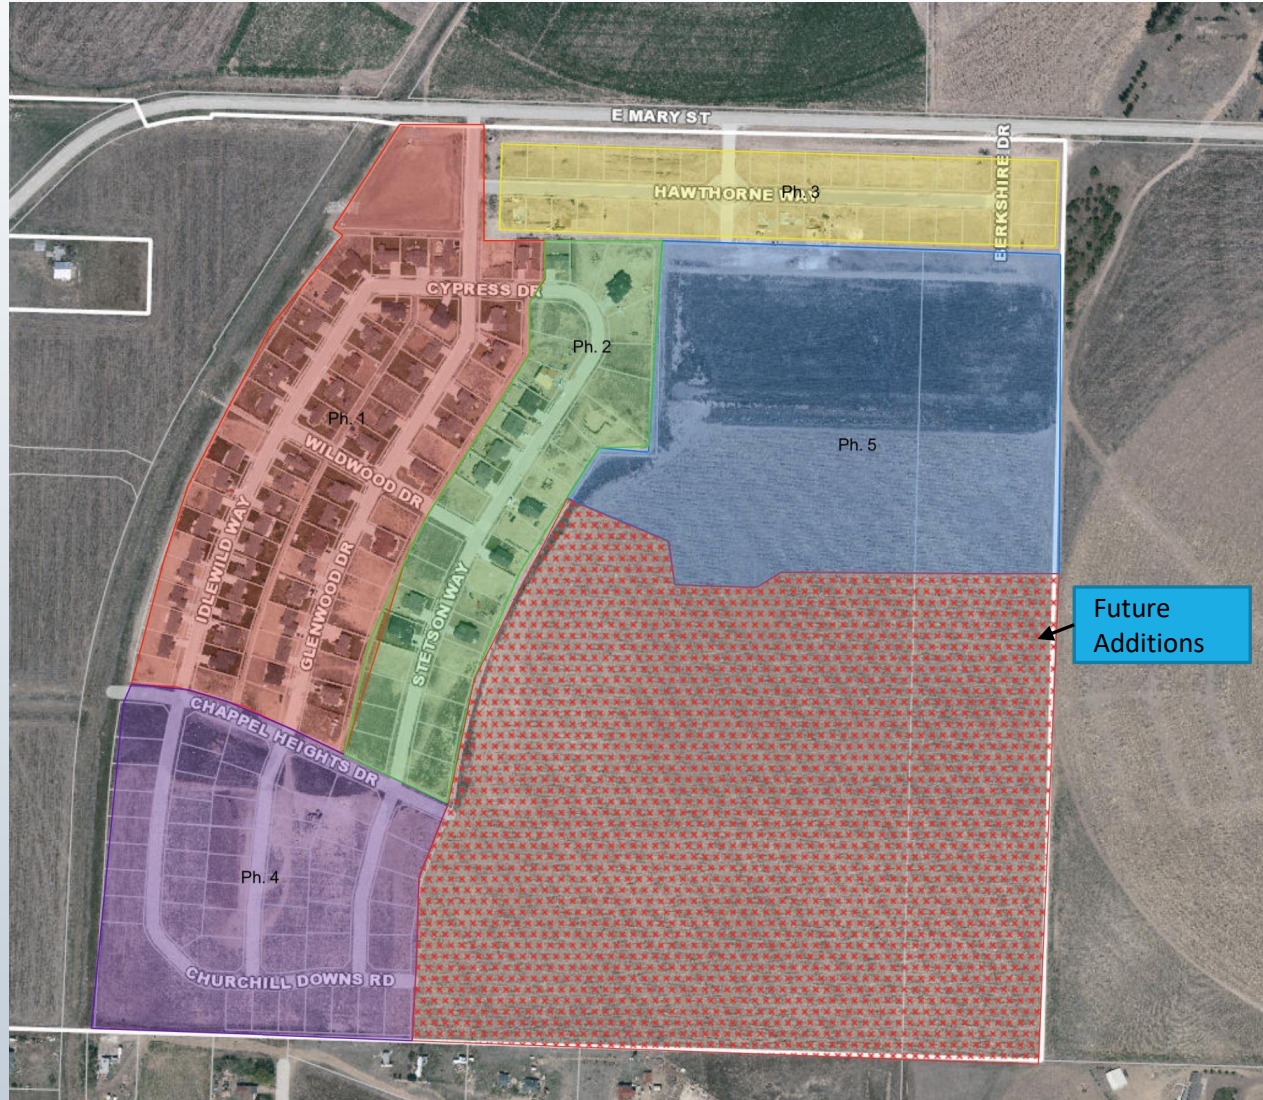 E MARY ST
BERKSHIRE DR
HAWTHORNE WAY
Ph. 3
CYPRESS DR
Ph. 2
Ph. 1
WILDWOOD DR
Ph. 5
IDLEWILD WAY
GLENWOOD DR
STETSON WAY
Future
Additions
CHAPPEL HEIGHTS DR
Ph. 4
CHURCHILL DOWNS RD